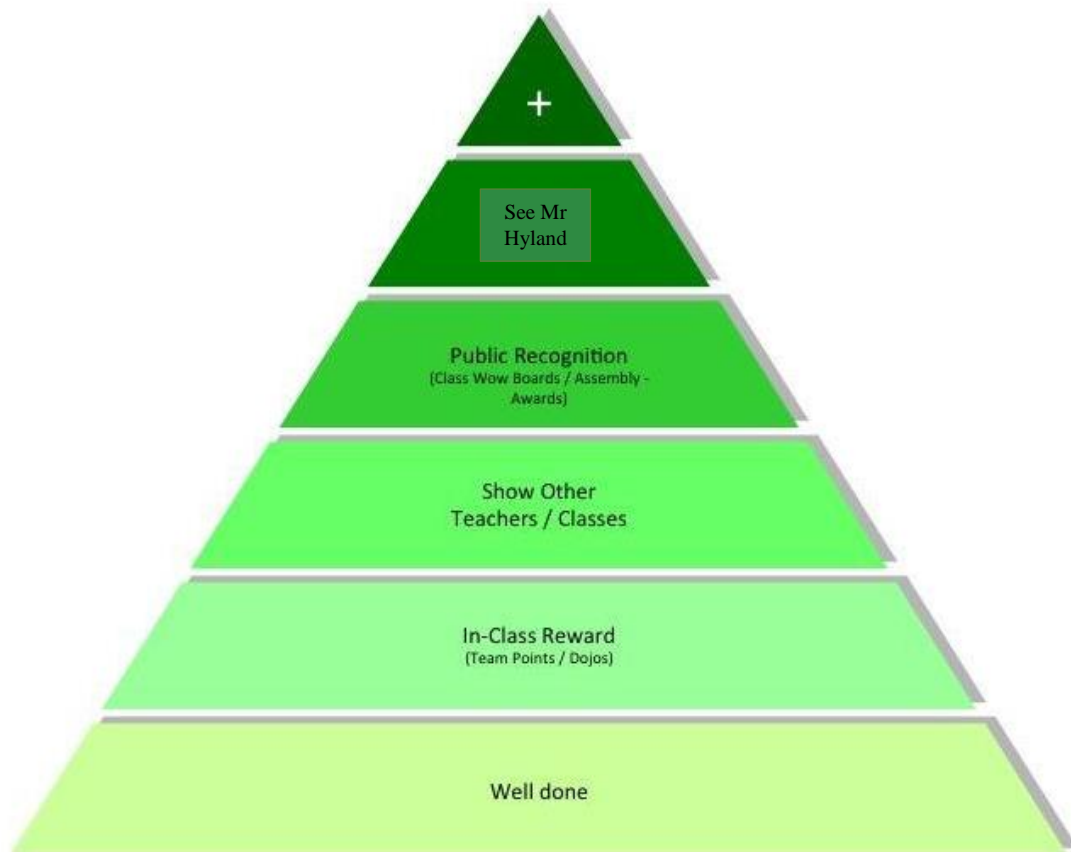 +
See Mr
Hyland
Public Recognition
(Class Wow Boards / Assembly -
Awards)
Show Other
Teachers / Classes
In-Class Reward
(Team Points / Dojos)
Well done